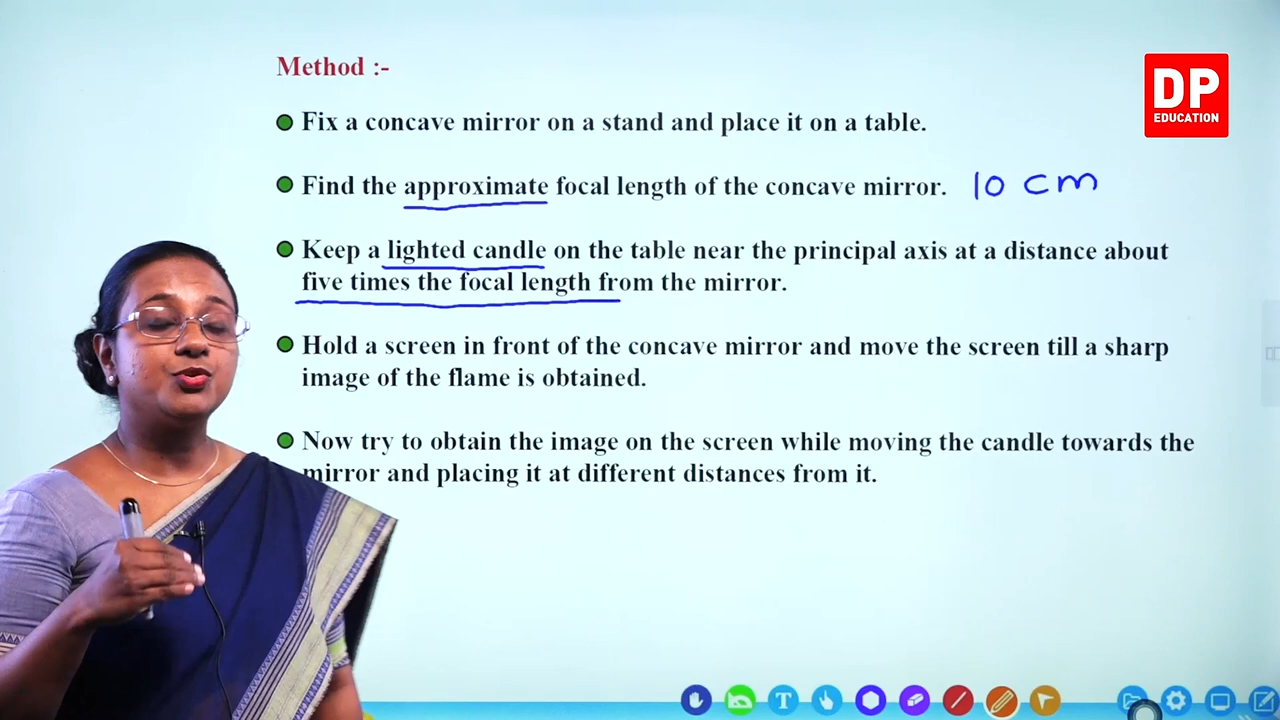 Method :-
DP
EDUCATION
Fix a concave mirror on a stand and place it on a table.
Find the approximate focal length of the concave mirror. 10 cm
Keep a lighted candle on the table near the principal axis at a distance about
five times the focal length from the mirror.
Hold a screen in front of the concave mirror and move the screen till a sharp
image of the flame is obtained.
Now try to obtain the image on the screen while moving the candle towards the
mirror and placing it at different distances from it.
T